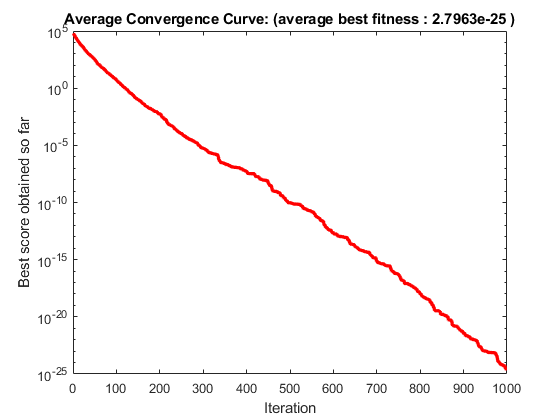 Average Convergence Curve: (average best fitness : 2.7963e-25 )
Best score obtained so far
10^5
10^0
10^-5
10^-10
10^-15
10^-20
10^-25
0 100 200 300 400 500 600 700 800 900 1000
Iteration